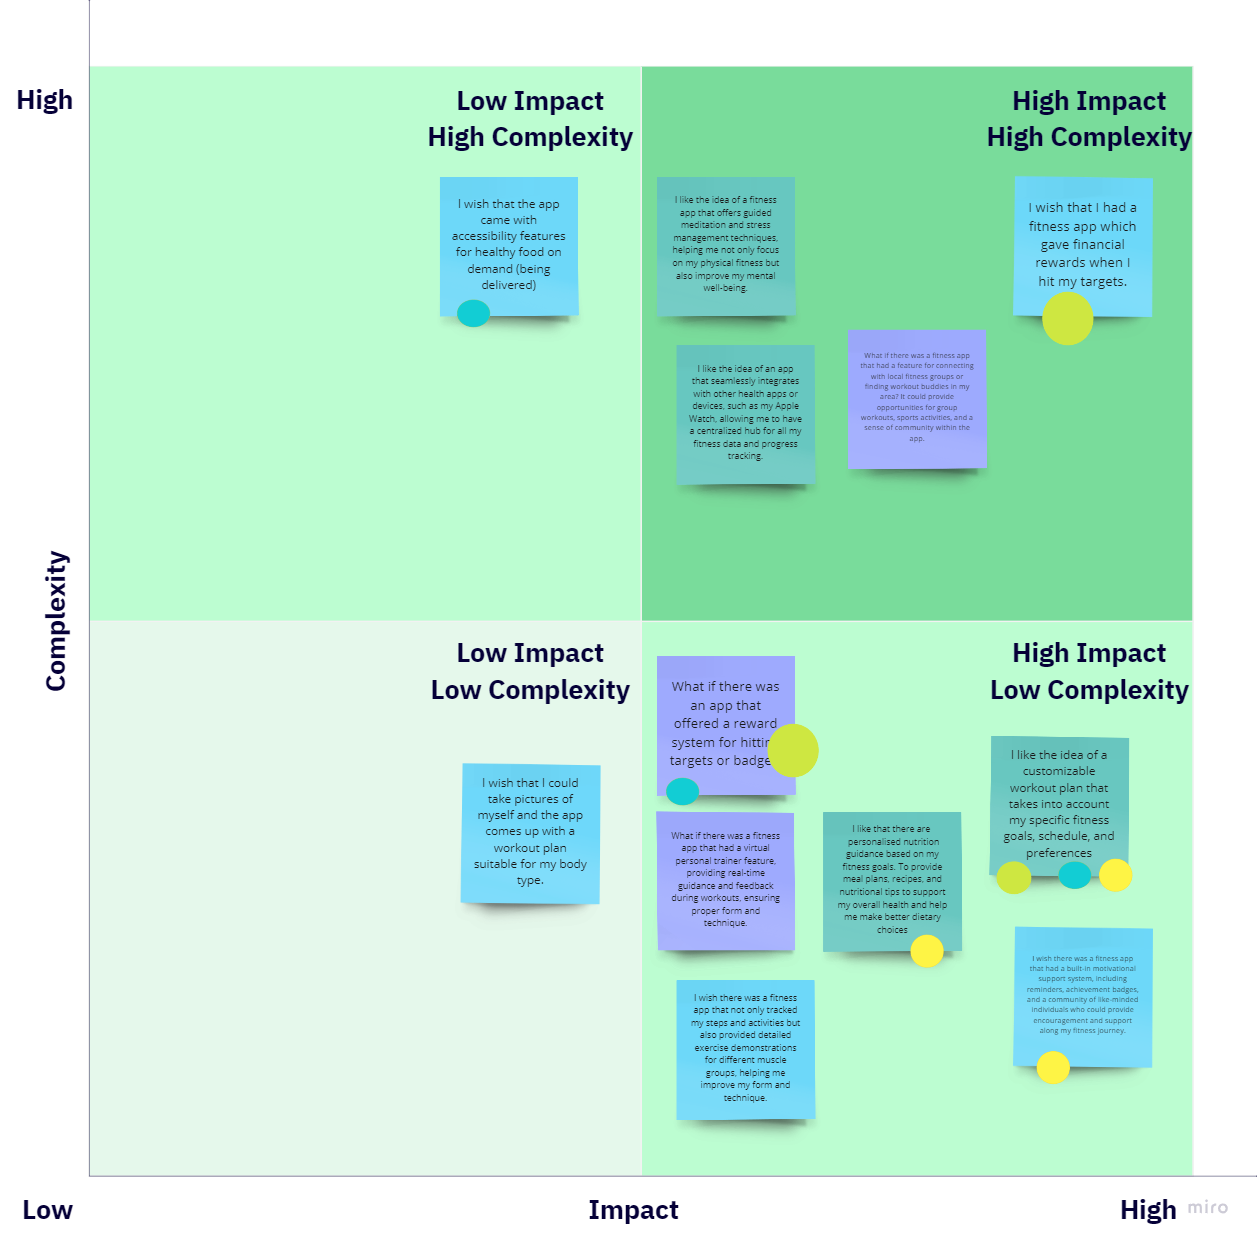 High
Low Impact
High Complexity
High Impact
High Complexity
I wish that the app
came with
accessibility features
for healthy food on
demand (being
delivered)
I like the idea of a fitness
app that offers guided
meditation and stress
management techniques,
helping me not only focus
on my physical fitness but
also improve my mental
well-being.
I wish that I had a
fitness app which
gave financial
rewards when I
hit my targets.
I like the idea of an app
that seamlessly integrates
with other health apps or
devices, such as my Apple
Watch, allowing me to have
a centralized hub for all my
fitness data and progress
tracking.
What if there was a fitness app
that had a feature for connecting
with local fitness groups or
finding workout buddies in my
area? It could provide
opportunities for group
workouts, sports activities, and a
sense of community within the
app.
Complexity
Low Impact
Low Complexity
High Impact
Low Complexity
I wish that I could
take pictures of
myself and the app
comes up with a
workout plan
suitable for my body
type.
What if there was
an app that
offered a reward
system for
targets or
I like the idea of a
customizable
workout plan that
takes into account
my specific fitness
goals, schedule, and
preferences
What if there was a fitness
app that had a virtual
personal trainer feature,
providing real-time
guidance and feedback
during workouts, ensuring
proper form and
technique.
I like that there are
personalised nutrition
guidance based on my
fitness goals. To provide
meal plans, recipes, and
nutritional tips to support
my overall health and help
me make better dietary
choices
I wish there was a fitness app
that had a built-in motivational
support system, including
reminders, achievement badges,
and a community of like-minded
individuals who could provide
encouragement and support
along my fitness journey.
I wish there was a fitness
app that not only tracked
my steps and activities but
also provided detailed
exercise demonstrations
for different muscle
groups, helping me
improve my form and
technique.
Low
Impact
High
miro